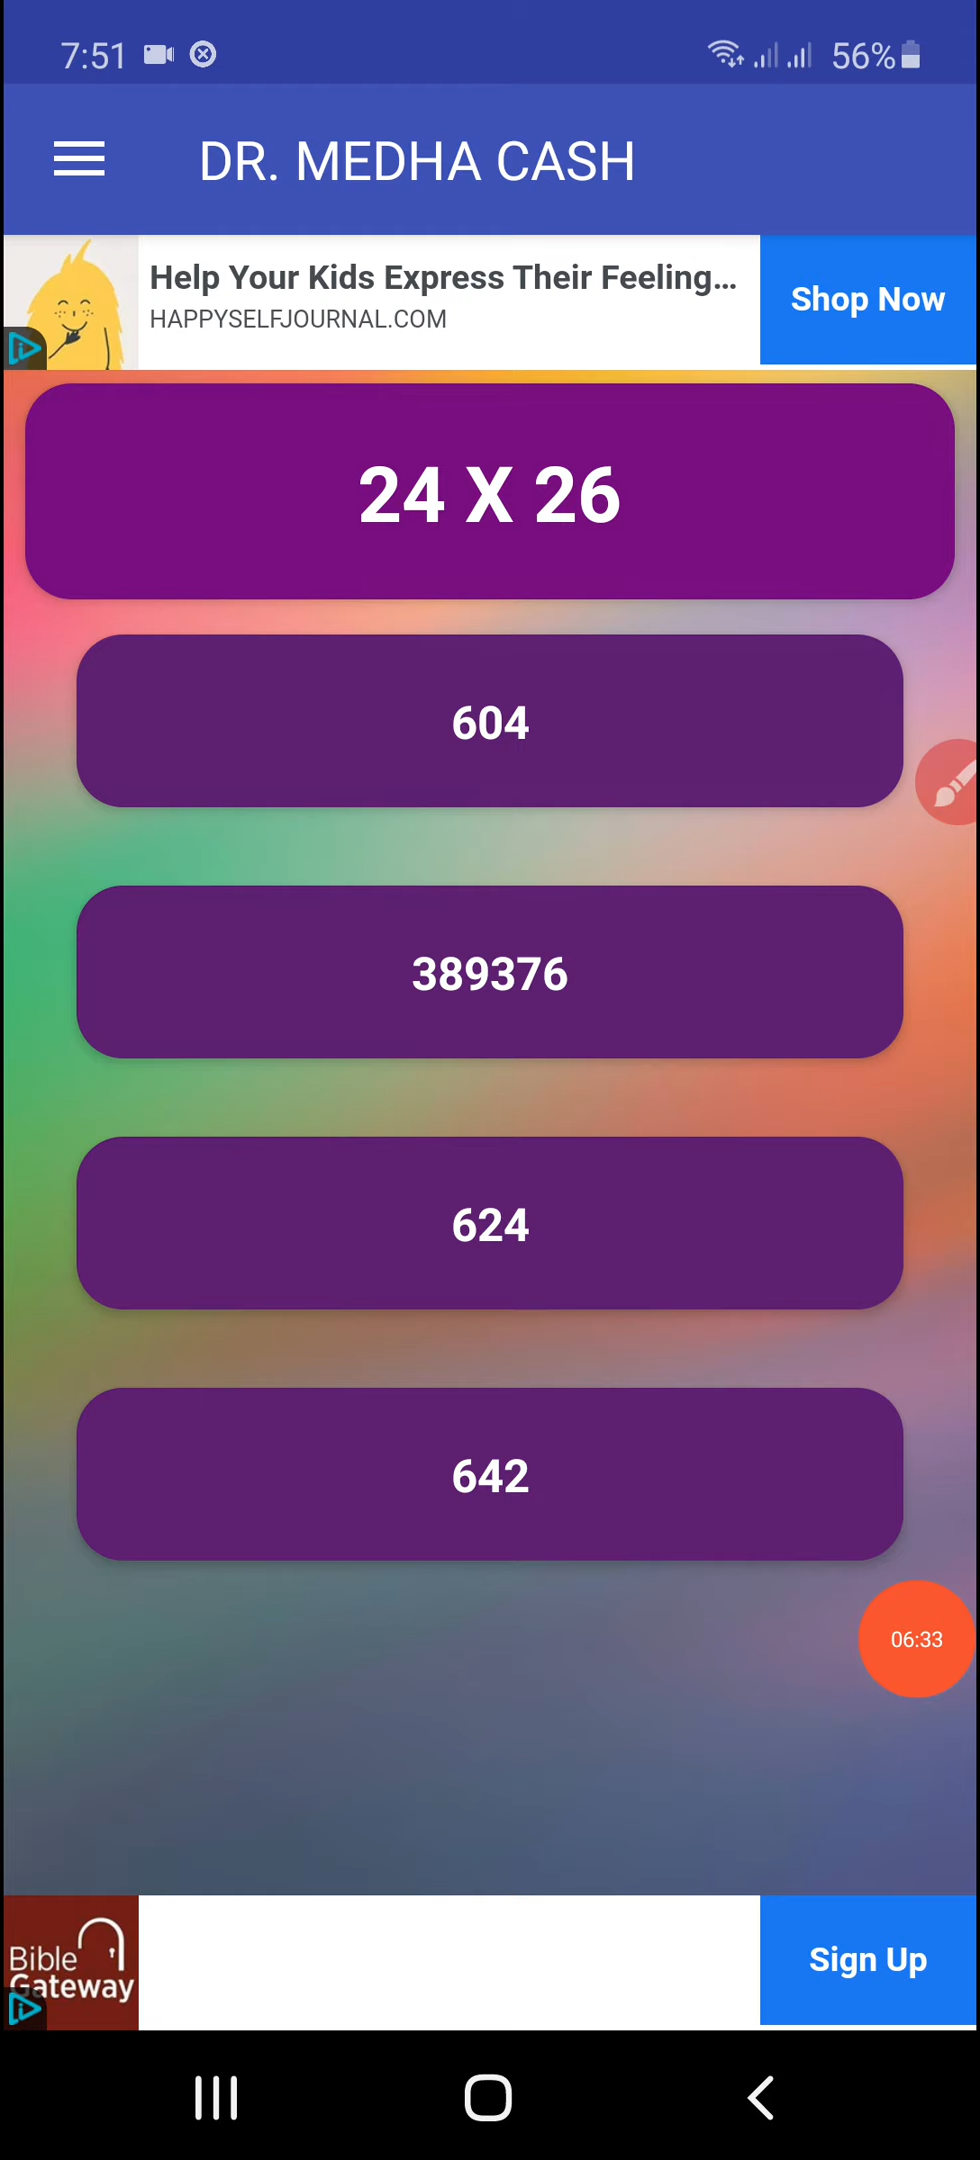 7:51 56%
DR. MEDHA CASH
Help Your Kids Express Their Feeling...
HAPPYSELFJOURNAL.COM
Shop Now
24 X 26
604
389376
624
642
06:33
Bible
Gateway
Sign Up